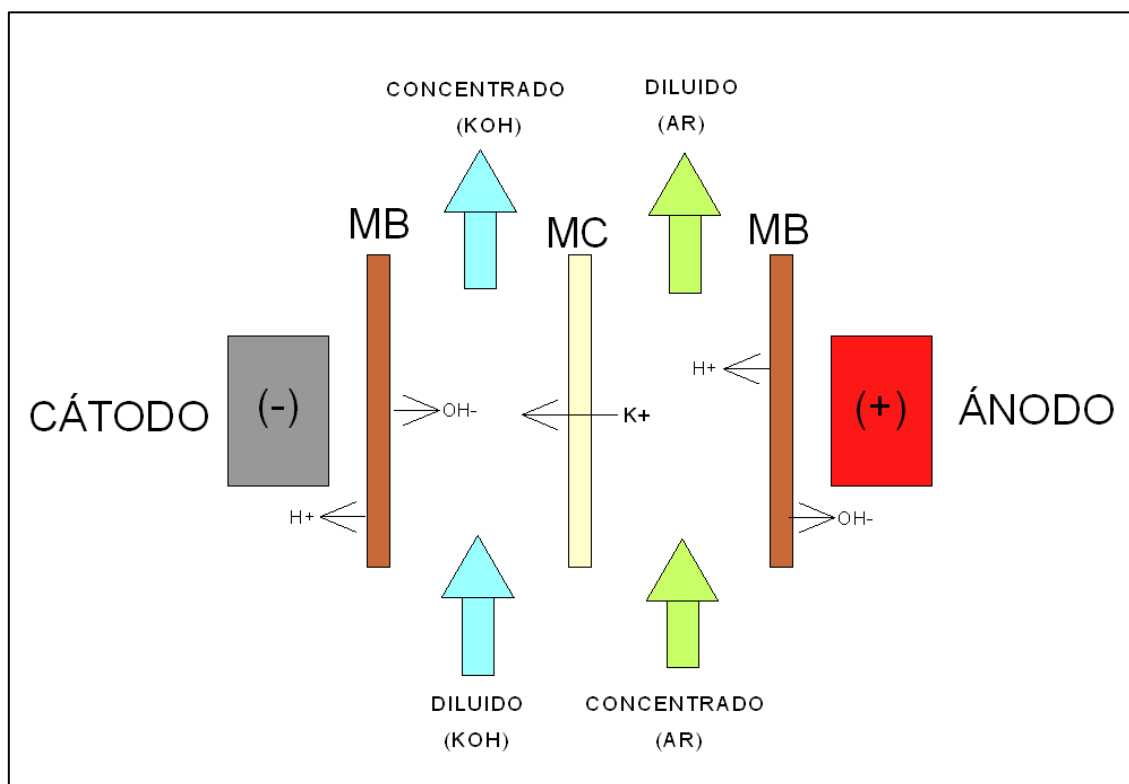 CONCENTRADO
(KOH)
DILUIDO
(AR)
MB
MC
MB
CÁTODO
(-)
H+
OH-
K+
H+
(+)
ÁNODO
OH-
DILUIDO
(KOH)
CONCENTRADO
(AR)